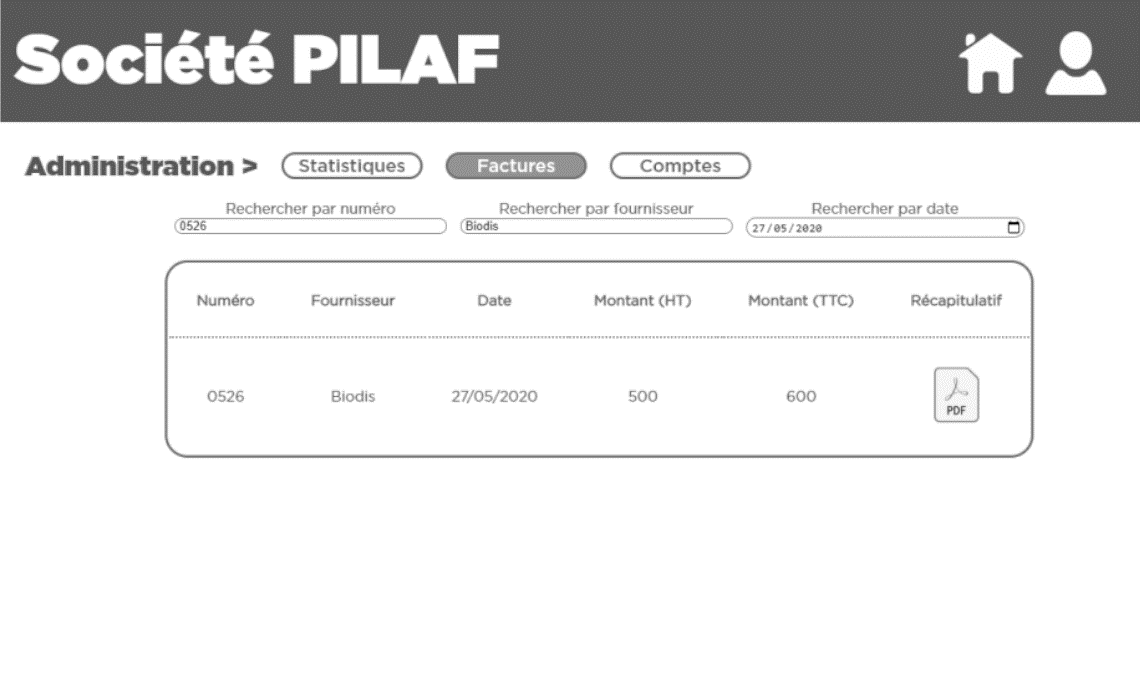 Société PILAF
Administration > Statistiques Factures Comptes
Rechercher par numéro Rechercher par fournisseur Rechercher par date
0526 Biodis 27/05/2020
Numéro Fournisseur Date Montant (HT) Montant (TTC) Récapitulatif
0526 Biodis 27/05/2020 500 600 PDF